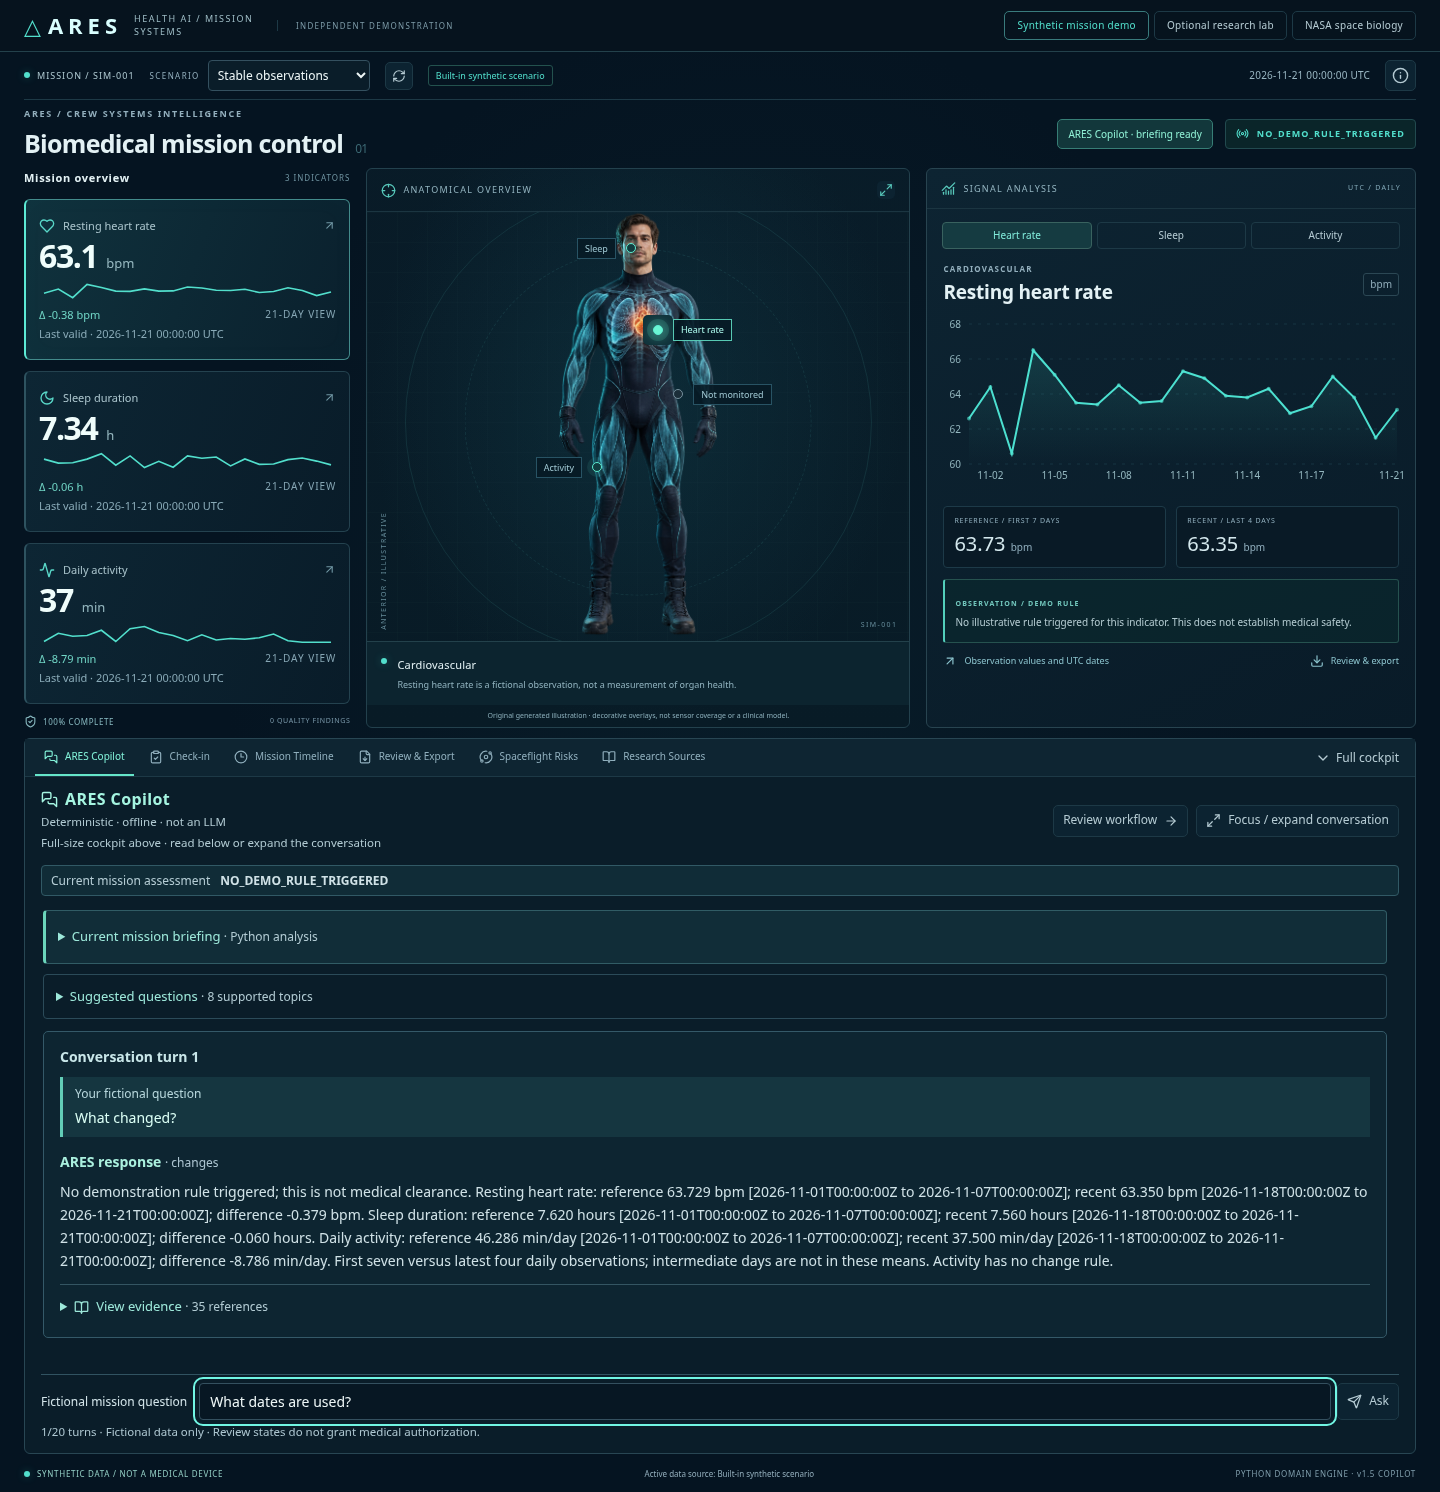 ARES
HEALTH AI / MISSION
SYSTEMS
INDEPENDENT DEMONSTRATION
Synthetic mission demo
Optional research lab
NASA space biology
MISSION / SIM-001
SCENARIO
Stable observations
Built-in synthetic scenario
2026-11-21 00:00:00 UTC
ARES / CREW SYSTEMS INTELLIGENCE
Biomedical mission control 01
ARES Copilot · briefing ready
NO_DEMO_RULE_TRIGGERED
Mission overview
3 INDICATORS
Resting heart rate
63.1 bpm
Δ -0.38 bpm
21-DAY VIEW
Last valid · 2026-11-21 00:00:00 UTC
Sleep duration
7.34 h
Δ -0.06 h
21-DAY VIEW
Last valid · 2026-11-21 00:00:00 UTC
Daily activity
37 min
Δ -8.79 min
21-DAY VIEW
Last valid · 2026-11-21 00:00:00 UTC
100% COMPLETE
0 QUALITY FINDINGS
ANATOMICAL OVERVIEW
Sleep
Heart rate
Not monitored
Activity
ANTERIOR / ILLUSTRATIVE
SIM-001
Cardiovascular
Resting heart rate is a fictional observation, not a measurement of organ health.
Original generated illustration · decorative overlays, not sensor coverage or a clinical model.
SIGNAL ANALYSIS
UTC / DAILY
Heart rate
Sleep
Activity
CARDIOVASCULAR
Resting heart rate
bpm
68
66
64
62
60
11-02
11-05
11-08
11-11
11-14
11-17
11-21
REFERENCE / FIRST 7 DAYS
63.73 bpm
RECENT / LAST 4 DAYS
63.35 bpm
OBSERVATION / DEMO RULE
No illustrative rule triggered for this indicator. This does not establish medical safety.
Observation values and UTC dates
Review & export
ARES Copilot
Check-in
Mission Timeline
Review & Export
Spaceflight Risks
Research Sources
Full cockpit
ARES Copilot
Deterministic · offline · not an LLM
Full-size cockpit above · read below or expand the conversation
Review workflow
Focus / expand conversation
Current mission assessment NO_DEMO_RULE_TRIGGERED
Current mission briefing · Python analysis
Suggested questions · 8 supported topics
Conversation turn 1
Your fictional question
What changed?
ARES response · changes
No demonstration rule triggered; this is not medical clearance. Resting heart rate: reference 63.729 bpm [2026-11-01T00:00:00Z to 2026-11-07T00:00:00Z]; recent 63.350 bpm [2026-11-18T00:00:00Z to
2026-11-21T00:00:00Z]; difference -0.379 bpm. Sleep duration: reference 7.620 hours [2026-11-01T00:00:00Z to 2026-11-07T00:00:00Z]; recent 7.560 hours [2026-11-18T00:00:00Z to 2026-11-
21T00:00:00Z]; difference -0.060 hours. Daily activity: reference 46.286 min/day [2026-11-01T00:00:00Z to 2026-11-07T00:00:00Z]; recent 37.500 min/day [2026-11-18T00:00:00Z to 2026-11-
21T00:00:00Z]; difference -8.786 min/day. First seven versus latest four daily observations; intermediate days are not in these means. Activity has no change rule.
View evidence · 35 references
Fictional mission question
What dates are used?
Ask
1/20 turns · Fictional data only · Review states do not grant medical authorization.
SYNTHETIC DATA / NOT A MEDICAL DEVICE
Active data source: Built-in synthetic scenario
PYTHON DOMAIN ENGINE · v1.5 COPILOT